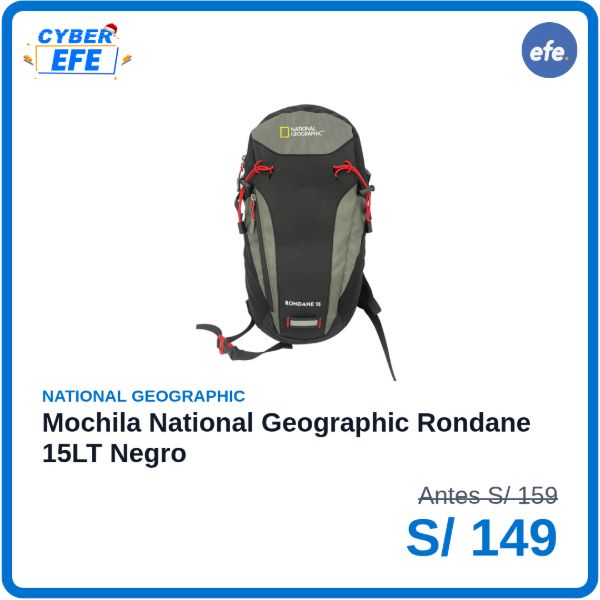 CYBER
EFE
efe.
NATIONAL
GEOGRAPHIC
RONDANE 15
NATIONAL GEOGRAPHIC
Mochila National Geographic Rondane
15LT Negro
Antes S/ 159
S/ 149